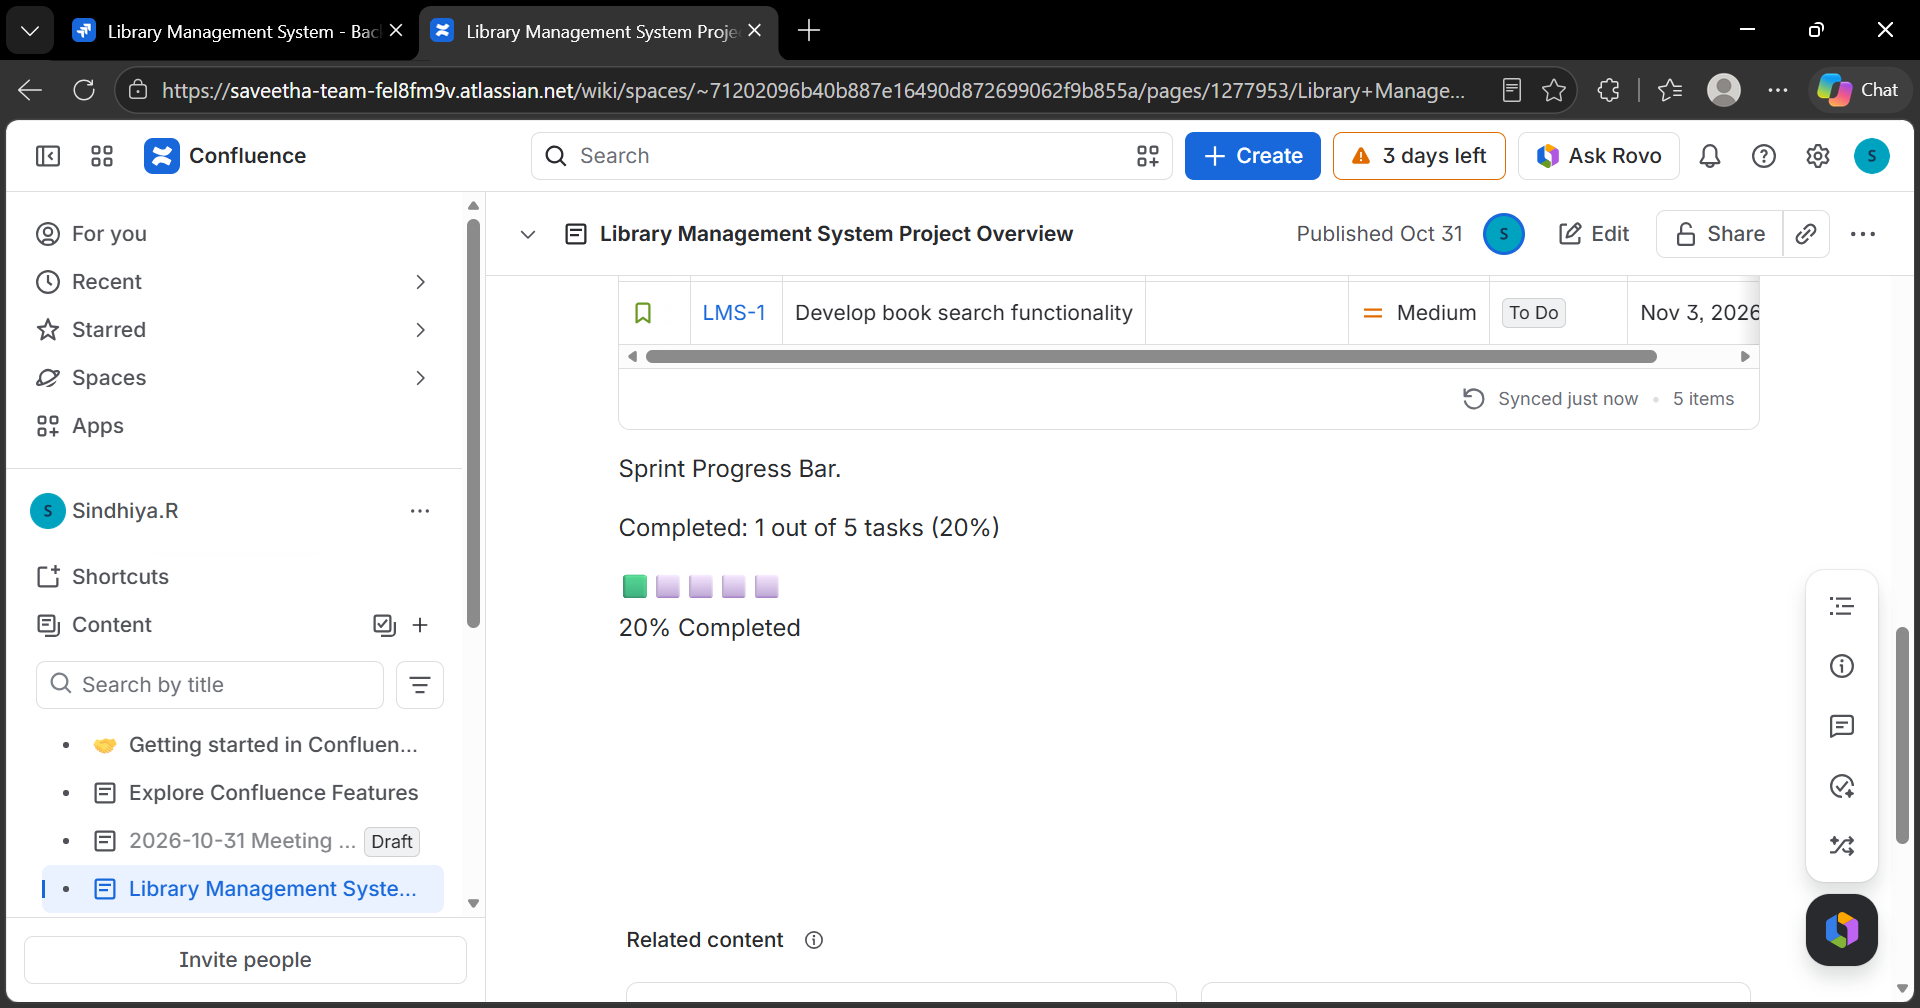 Library Management System - Bac
Library Management System Proje
https://saveetha-team-fel8fm9v.atlassian.net/wiki/spaces/~71202096b40b887e16490d872699062f9b855a/pages/1277953/Library+Manage...
Chat
Confluence
Search
Create
3 days left
Ask Rovo
S
For you
Recent
Starred
Spaces
Apps
S Sindhiya.R
Shortcuts
Content
Search by title
Getting started in Confluen...
Explore Confluence Features
2026-10-31 Meeting ... Draft
Library Management Syste...
Invite people
Library Management System Project Overview
Published Oct 31
S
Edit
Share
LMS-1 Develop book search functionality Medium To Do Nov 3, 2026
Synced just now • 5 items
Sprint Progress Bar.
Completed: 1 out of 5 tasks (20%)
20% Completed
Related content